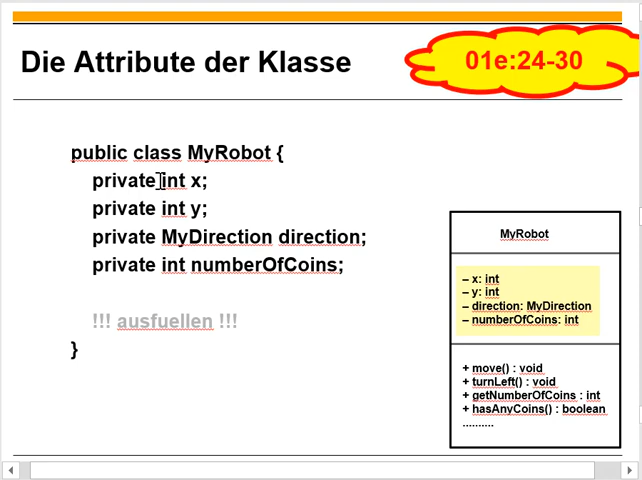 Die Attribute der Klasse
01e:24-30
public class MyRobot {
private int x;
private int y;
private MyDirection direction;
private int numberOfCoins;
!!! ausfuellen !!!
}
MyRobot
– x: int
– y: int
– direction: MyDirection
– numberOfCoins: int
+ move() : void
+ turnLeft() : void
+ getNumberOfCoins : int
+ hasAnyCoins() : boolean
..........